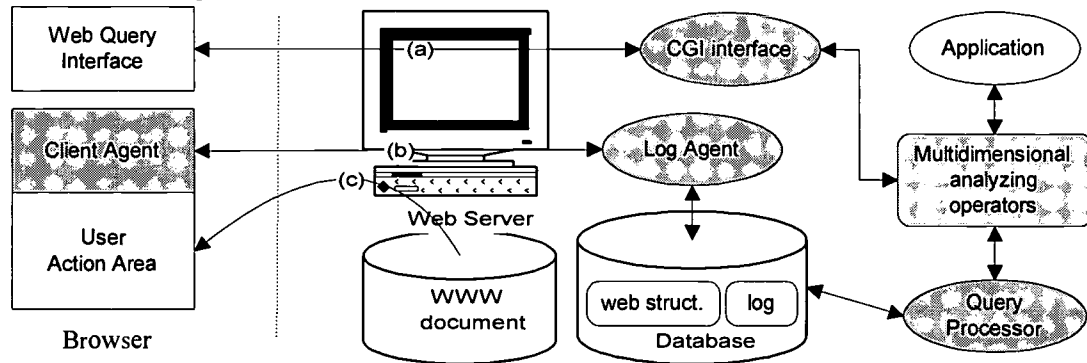 Web Query
Interface
(a)
CGI interface
Application
Client Agent
(b)
Log Agent
Multidimensional
analyzing
operators
(c)
Web Server
User
Action Area
WWW
document
web struct.
log
Database
Query
Processor
Browser